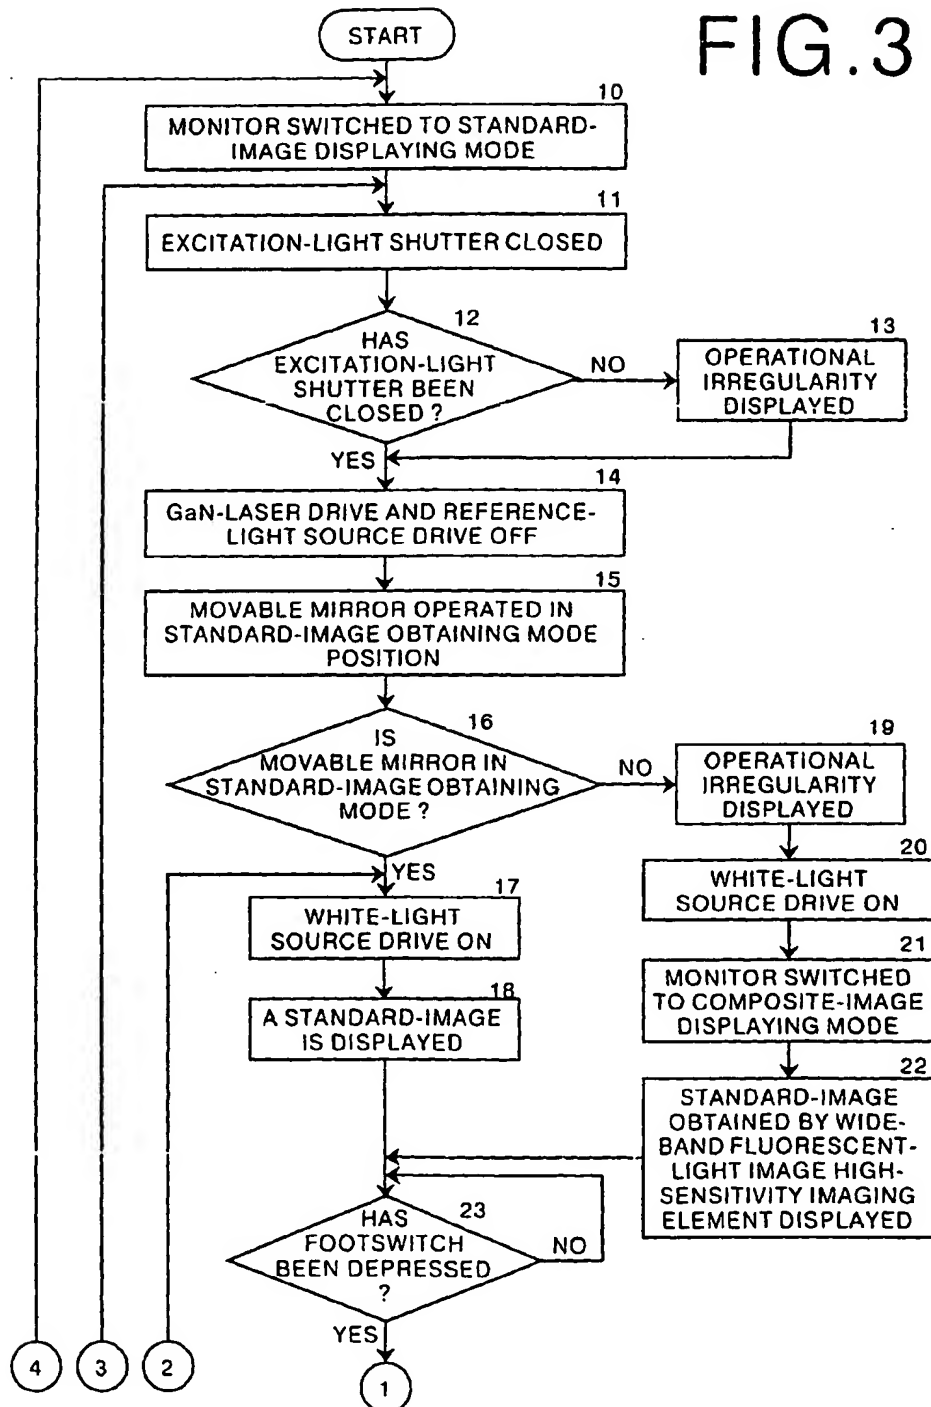 FIG.3
START
10
MONITOR SWITCHED TO STANDARD-
IMAGE DISPLAYING MODE
11
EXCITATION-LIGHT SHUTTER CLOSED
12
HAS
EXCITATION-LIGHT
SHUTTER BEEN
CLOSED ?
NO
13
OPERATIONAL
IRREGULARITY
DISPLAYED
YES
14
GaN-LASER DRIVE AND REFERENCE-
LIGHT SOURCE DRIVE OFF
15
MOVABLE MIRROR OPERATED IN
STANDARD-IMAGE OBTAINING MODE
POSITION
16
IS
MOVABLE MIRROR IN
STANDARD-IMAGE OBTAINING
MODE ?
NO
19
OPERATIONAL
IRREGULARITY
DISPLAYED
YES
17
WHITE-LIGHT
SOURCE DRIVE ON
18
A STANDARD-IMAGE
IS DISPLAYED
20
WHITE-LIGHT
SOURCE DRIVE ON
21
MONITOR SWITCHED
TO COMPOSITE-IMAGE
DISPLAYING MODE
22
STANDARD-IMAGE
OBTAINED BY WIDE-
BAND FLUORESCENT-
LIGHT IMAGE HIGH-
SENSITIVITY IMAGING
ELEMENT DISPLAYED
23
HAS
FOOTSWITCH
BEEN DEPRESSED
?
NO
YES
4
3
2
1